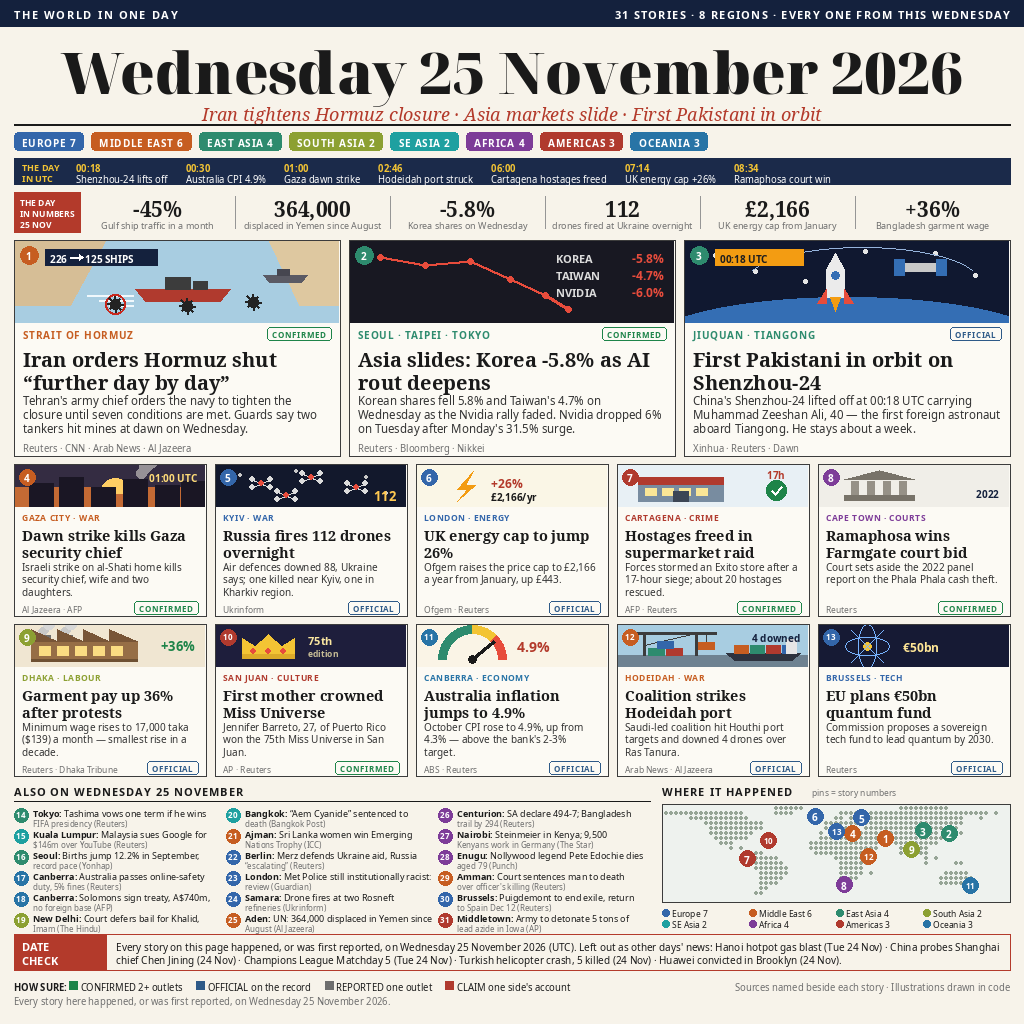 THE WORLD IN ONE DAY
31 STORIES · 8 REGIONS · EVERY ONE FROM THIS WEDNESDAY
Wednesday 25 November 2026
Iran tightens Hormuz closure · Asia markets slide · First Pakistani in orbit
EUROPE 7 MIDDLE EAST 6 EAST ASIA 4 SOUTH ASIA 2 SE ASIA 2 AFRICA 4 AMERICAS 3 OCEANIA 3
THE DAY
IN UTC
00:18
Shenzhou-24 lifts off
00:30
Australia CPI 4.9%
01:00
Gaza dawn strike
02:46
Hodeidah port struck
06:00
Cartagena hostages freed
07:14
UK energy cap +26%
08:34
Ramaphosa court win
THE DAY
IN NUMBERS
25 NOV
-45%
Gulf ship traffic in a month
364,000
displaced in Yemen since August
-5.8%
Korea shares on Wednesday
112
drones fired at Ukraine overnight
£2,166
UK energy cap from January
+36%
Bangladesh garment wage
1
226 → 125 SHIPS
STRAIT OF HORMUZ
CONFIRMED
Iran orders Hormuz shut
“further day by day”
Tehran's army chief orders the navy to tighten the
closure until seven conditions are met. Guards say two
tankers hit mines at dawn on Wednesday.
Reuters · CNN · Arab News · Al Jazeera
2
KOREA -5.8%
TAIWAN -4.7%
NVIDIA -6.0%
SEOUL · TAIPEI · TOKYO
CONFIRMED
Asia slides: Korea -5.8% as AI
rout deepens
Korean shares fell 5.8% and Taiwan's 4.7% on
Wednesday as the Nvidia rally faded. Nvidia dropped 6%
on Tuesday after Monday's 31.5% surge.
Reuters · Bloomberg · Nikkei
3
00:18 UTC
JIUQUAN · TIANGONG
OFFICIAL
First Pakistani in orbit on
Shenzhou-24
China's Shenzhou-24 lifted off at 00:18 UTC carrying
Muhammad Zeeshan Ali, 40 — the first foreign astronaut
aboard Tiangong. He stays about a week.
Xinhua · Reuters · Dawn
4
01:00 UTC
GAZA CITY · WAR
Dawn strike kills Gaza
security chief
Israeli strike on al-Shati home kills
security chief, wife and two
daughters.
Al Jazeera · AFP
CONFIRMED
5
112
KYIV · WAR
Russia fires 112 drones
overnight
Air defences downed 88, Ukraine
says; one killed near Kyiv, one in
Kharkiv region.
Ukrinform
OFFICIAL
6
+26%
£2,166/yr
LONDON · ENERGY
UK energy cap to jump
26%
Ofgem raises the price cap to £2,166
a year from January, up £443.
Ofgem · Reuters
OFFICIAL
7
17h
CARTAGENA · CRIME
Hostages freed in
supermarket raid
Forces stormed an Exito store after a
17-hour siege; about 20 hostages
rescued.
AFP · Reuters
CONFIRMED
8
2022
CAPE TOWN · COURTS
Ramaphosa wins
Farmgate court bid
Court sets aside the 2022 panel
report on the Phala Phala cash theft.
Reuters
CONFIRMED
9
+36%
DHAKA · LABOUR
Garment pay up 36%
after protests
Minimum wage rises to 17,000 taka
($139) a month — smallest rise in a
decade.
Reuters · Dhaka Tribune
OFFICIAL
10
75th
edition
SAN JUAN · CULTURE
First mother crowned
Miss Universe
Jennifer Barreto, 27, of Puerto Rico
won the 75th Miss Universe in San
Juan.
AP · Reuters
CONFIRMED
11
4.9%
CANBERRA · ECONOMY
Australia inflation
jumps to 4.9%
October CPI rose to 4.9%, up from
4.3% — above the bank's 2-3%
target.
ABS · Reuters
OFFICIAL
12
4 downed
HODEIDAH · WAR
Coalition strikes
Hodeidah port
Saudi-led coalition hit Houthi port
targets and downed 4 drones over
Ras Tanura.
Arab News · Al Jazeera
OFFICIAL
13
€50bn
BRUSSELS · TECH
EU plans €50bn
quantum fund
Commission proposes a sovereign
tech fund to lead quantum by 2030.
Reuters
OFFICIAL
ALSO ON WEDNESDAY 25 NOVEMBER
14 Tokyo: Tashima vows one term if he wins
FIFA presidency (Reuters)
15 Kuala Lumpur: Malaysia sues Google for
$146m over YouTube (Reuters)
16 Seoul: Births jump 12.2% in September,
record pace (Yonhap)
17 Canberra: Australia passes online-safety
duty, 5% fines (Reuters)
18 Canberra: Solomons sign treaty, A$740m,
no foreign base (AFP)
19 New Delhi: Court defers bail for Khalid,
Imam (The Hindu)
20 Bangkok: “Aem Cyanide” sentenced to
death (Bangkok Post)
21 Ajman: Sri Lanka women win Emerging
Nations Trophy (ICC)
22 Berlin: Merz defends Ukraine aid, Russia
“escalating” (Reuters)
23 London: Met Police still institutionally racist:
review (Guardian)
24 Samara: Drone fires at two Rosneft
refineries (Ukrinform)
25 Aden: UN: 364,000 displaced in Yemen since
August (Al Jazeera)
26 Centurion: SA declare 494-7; Bangladesh
trail by 294 (Reuters)
27 Nairobi: Steinmeier in Kenya; 9,500
Kenyans work in Germany (The Star)
28 Enugu: Nollywood legend Pete Edochie dies
aged 79 (Punch)
29 Amman: Court sentences man to death
over officer's killing (Reuters)
30 Brussels: Puigdemont to end exile, return
to Spain Dec 12 (Reuters)
31 Middletown: Army to detonate 5 tons of
lead azide in Iowa (AP)
WHERE IT HAPPENED
pins = story numbers
6 5 13 4 1 3 2 9 12 10 7 8 11
Europe 7 Middle East 6 East Asia 4 South Asia 2
SE Asia 2 Africa 4 Americas 3 Oceania 3
DATE
CHECK
Every story on this page happened, or was first reported, on Wednesday 25 November 2026 (UTC). Left out as other days' news: Hanoi hotpot gas blast (Tue 24 Nov) · China probes Shanghai
chief Chen Jining (24 Nov) · Champions League Matchday 5 (Tue 24 Nov) · Turkish helicopter crash, 5 killed (24 Nov) · Huawei convicted in Brooklyn (24 Nov).
HOW SURE: CONFIRMED 2+ outlets OFFICIAL on the record REPORTED one outlet CLAIM one side's account
Sources named beside each story · Illustrations drawn in code
Every story here happened, or was first reported, on Wednesday 25 November 2026.